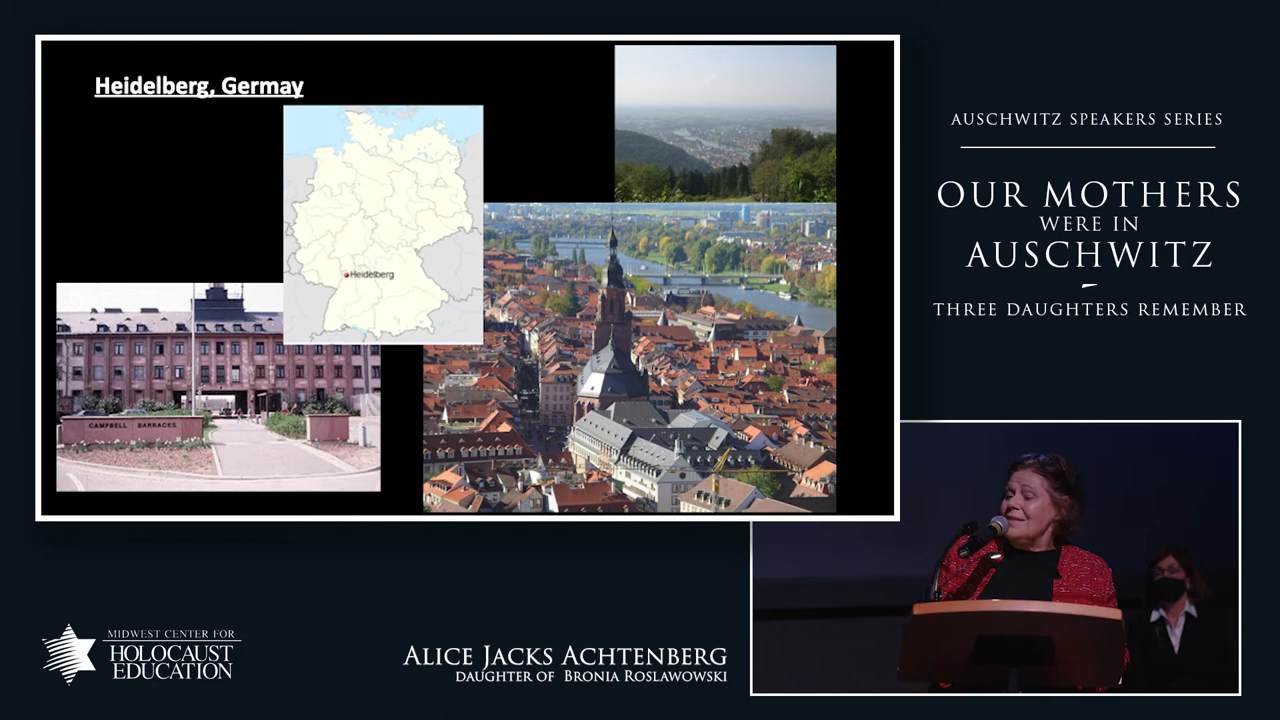 Heidelberg, Germay
Heidelberg
CAMPBELL BARRACKS
AUSCHWITZ SPEAKERS SERIES
OUR MOTHERS
WERE IN
AUSCHWITZ
–
THREE DAUGHTERS REMEMBER
MIDWEST CENTER FOR
HOLOCAUST
EDUCATION
ALICE JACKS ACHTENBERG
DAUGHTER OF BRONIA ROSLAWOWSKI